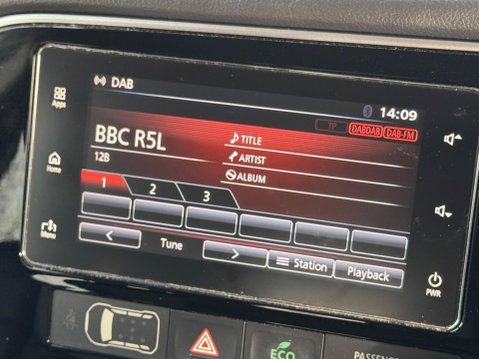 DAB
14:09
TP DABDAB DAB-FM
BBC R5L
12B
TITLE
ARTIST
ALBUM
1 2 3
< Tune > Station Playback
Apps
Home
Menu
PWR
ECO
PASSENGER